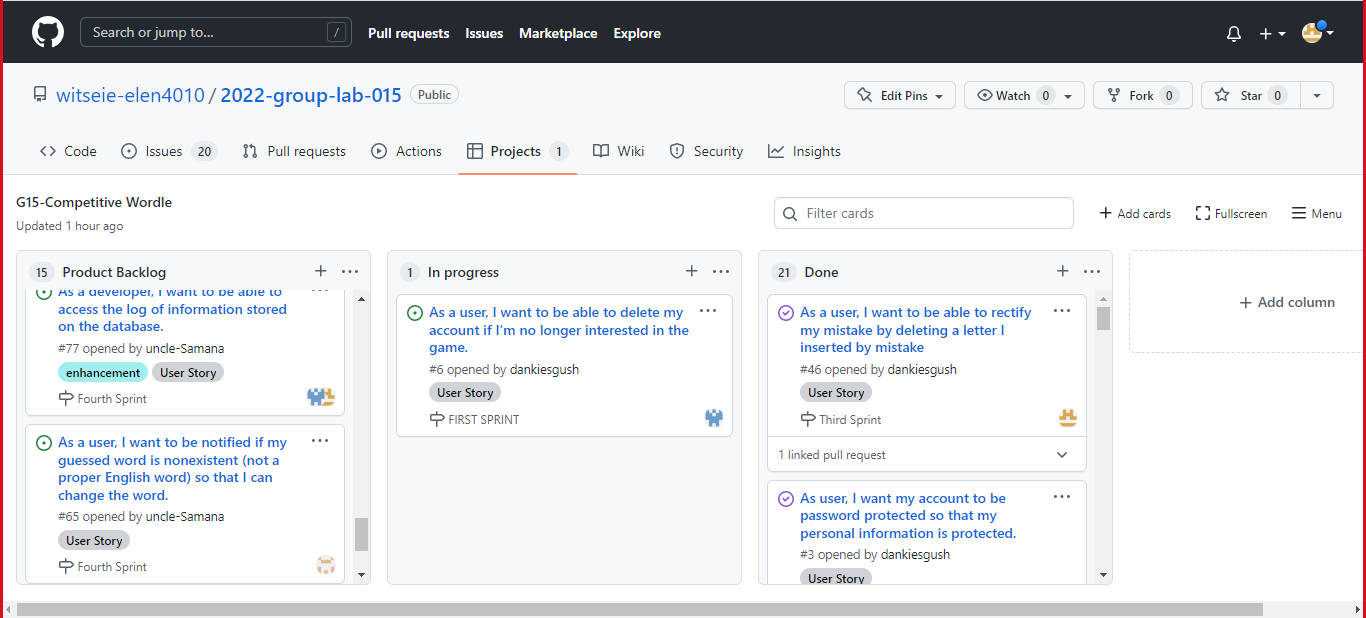 Search or jump to... /
Pull requests Issues Marketplace Explore
witseie-elen4010 / 2022-group-lab-015 Public
Edit Pins Watch 0 Fork 0 Star 0
Code Issues 20 Pull requests Actions Projects 1 Wiki Security Insights
G15-Competitive Wordle
Updated 1 hour ago
Filter cards
Add cards Fullscreen Menu
15 Product Backlog
As a developer, I want to be able to
access the log of information stored
on the database.
#77 opened by uncle-Samana
enhancement User Story
Fourth Sprint
As a user, I want to be notified if my
guessed word is nonexistent (not a
proper English word) so that I can
change the word.
#65 opened by uncle-Samana
User Story
Fourth Sprint
1 In progress
As a user, I want to be able to delete my
account if I'm no longer interested in the
game.
#6 opened by dankiesgush
User Story
FIRST SPRINT
21 Done
As a user, I want to be able to rectify
my mistake by deleting a letter I
inserted by mistake
#46 opened by dankiesgush
User Story
Third Sprint
1 linked pull request
As user, I want my account to be
password protected so that my
personal information is protected.
#3 opened by dankiesgush
User Story
Add column